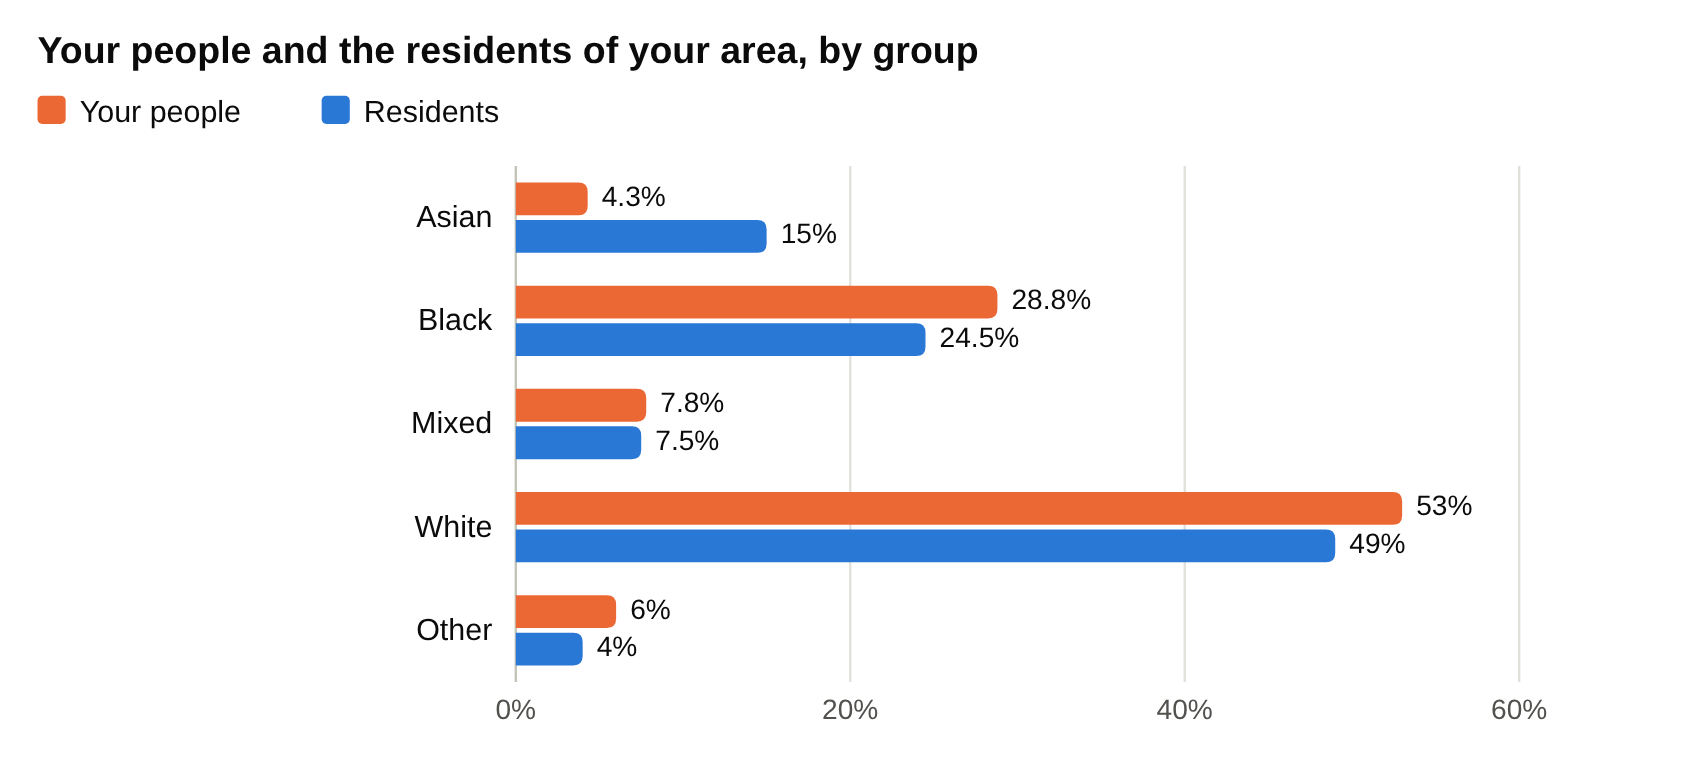 Your people and the residents of your area, by group
Your people Residents
Asian 4.3%
15%
Black 28.8%
24.5%
Mixed 7.8%
7.5%
White 53%
49%
Other 6%
4%
0% 20% 40% 60%